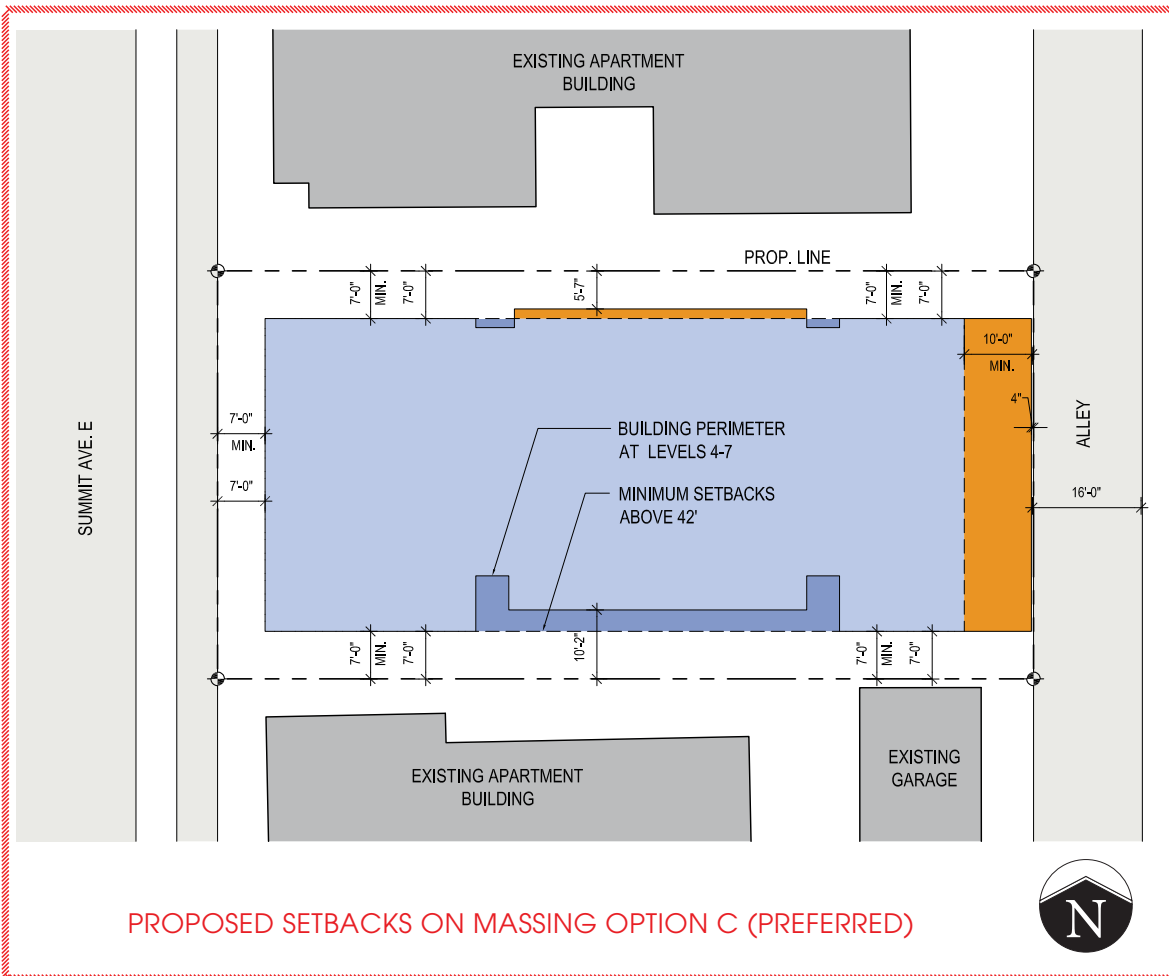 EXISTING APARTMENT
BUILDING
PROP. LINE
7'-0"
MIN.
7'-0"
5'-7"
7'-0"
MIN.
7'-0"
10'-0"
MIN.
4"
7'-0"
MIN.
7'-0"
BUILDING PERIMETER
AT LEVELS 4-7
MINIMUM SETBACKS
ABOVE 42'
SUMMIT AVE. E
ALLEY
16'-0"
7'-0"
MIN.
7'-0"
10'-2"
7'-0"
MIN.
7'-0"
EXISTING APARTMENT
BUILDING
EXISTING
GARAGE
PROPOSED SETBACKS ON MASSING OPTION C (PREFERRED)
N